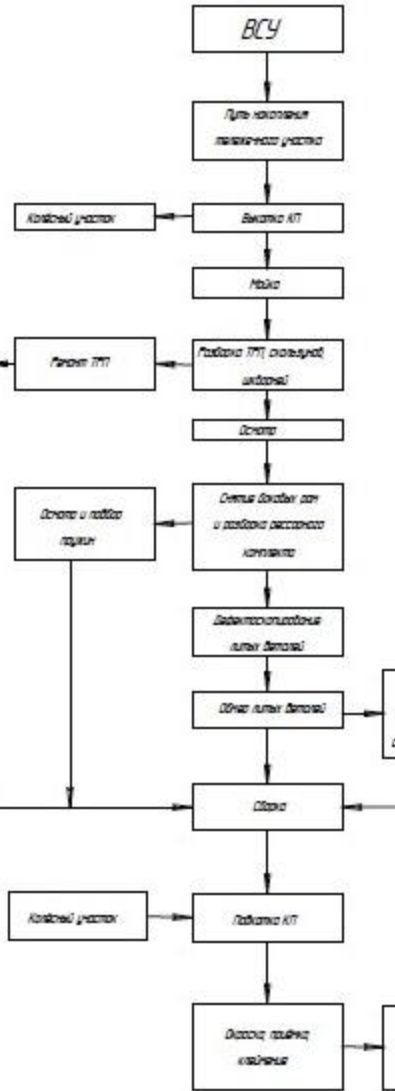 ВСУ
Путь накопления
тележечного участка
Колёсный участок
Выкатка КП
Мойка
Ремонт ТРП
Разборка ТРП, скользунов,
шкворней
Осмотр
Осмотр и подбор
пружин
Снятие боковых рам
и разборка рессорного
комплекта
Дефектоскопирование
литых деталей
Обмер литых деталей
Сборка
Колёсный участок
Подкатка КП
Окраска, приёмка,
клеймение